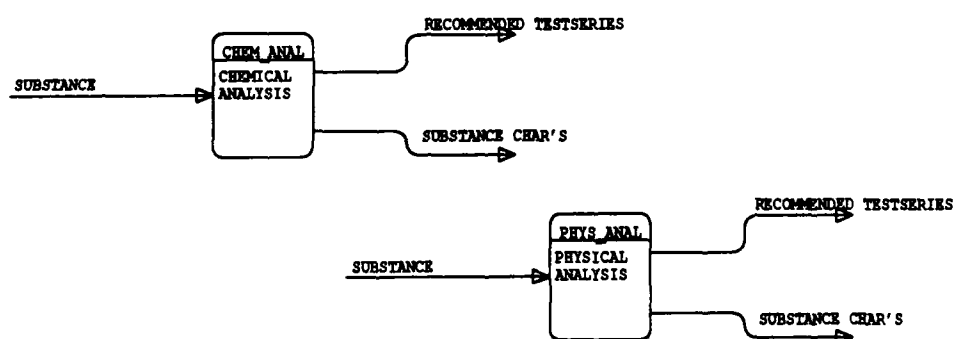 RECOMMENDED TESTSERIES
CHEM_ANAL
SUBSTANCE
CHEMICAL
ANALYSIS
SUBSTANCE CHAR'S
RECOMMENDED TESTSERIES
PHYS_ANAL
SUBSTANCE
PHYSICAL
ANALYSIS
SUBSTANCE CHAR'S